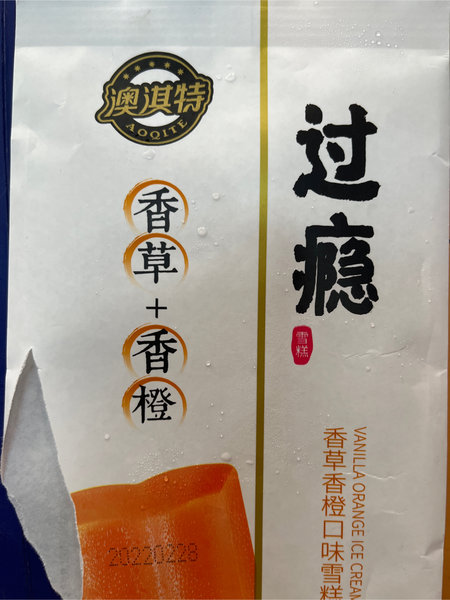 澳淇特
AOQITE
过瘾
雪糕
香草+香橙
VANILLA ORANGE ICE CREAM
香草香橙口味雪糕
20220228